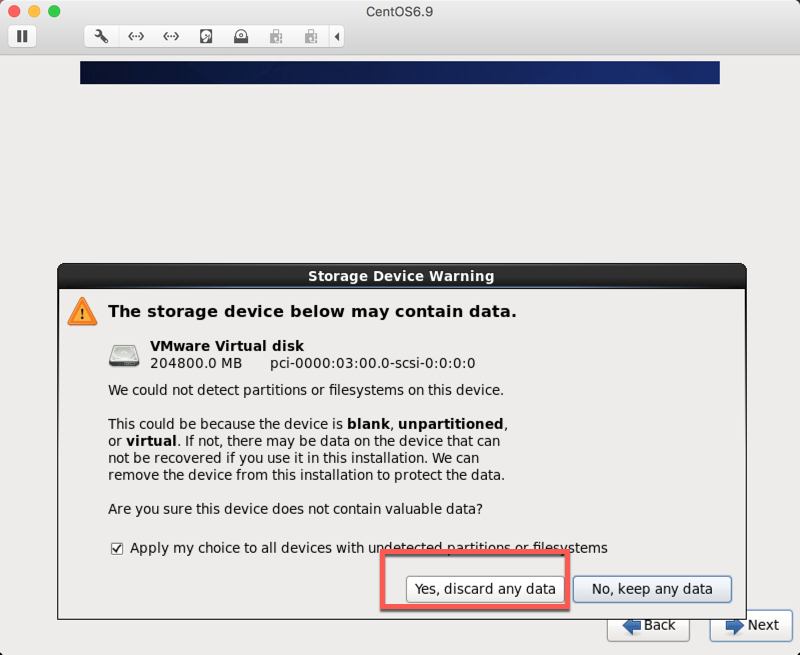 CentOS6.9
Storage Device Warning
The storage device below may contain data.
VMware Virtual disk
204800.0 MB pci-0000:03:00.0-scsi-0:0:0:0
We could not detect partitions or filesystems on this device.
This could be because the device is blank, unpartitioned,
or virtual. If not, there may be data on the device that can
not be recovered if you use it in this installation. We can
remove the device from this installation to protect the data.
Are you sure this device does not contain valuable data?
Apply my choice to all devices with undetected partitions or filesystems
Yes, discard any data No, keep any data
Back Next